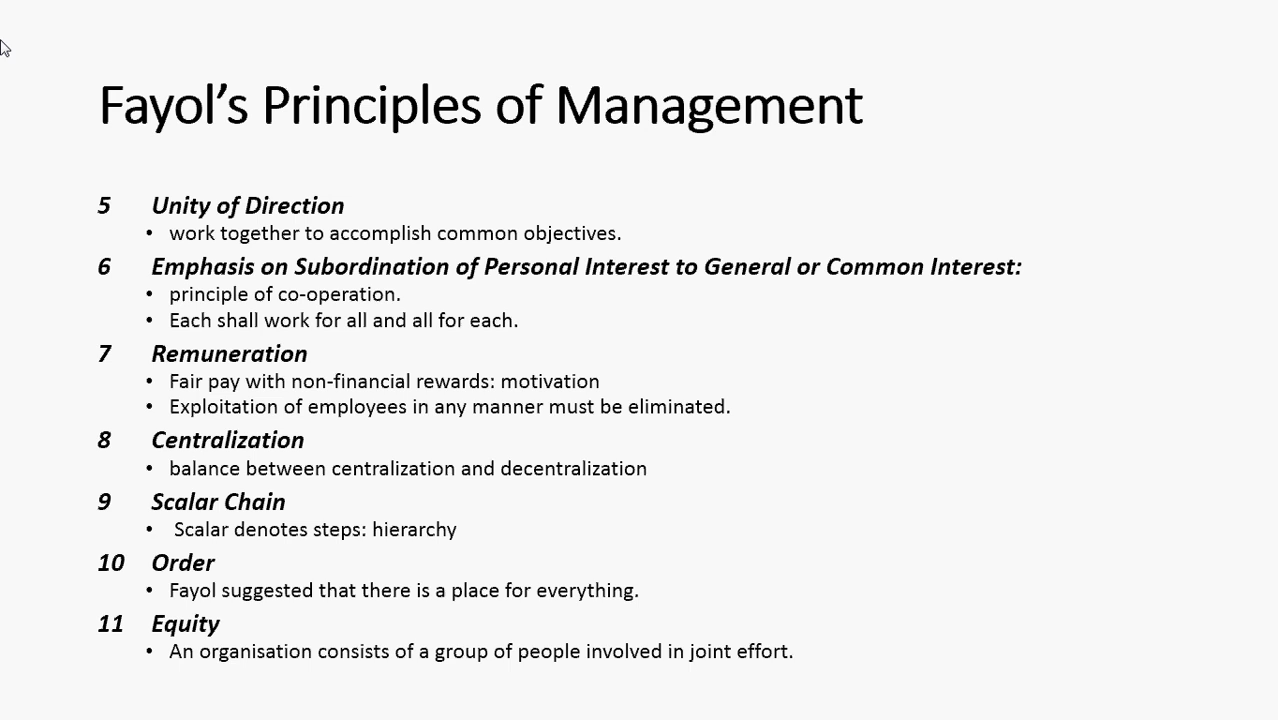 Fayol’s Principles of Management
5 Unity of Direction
• work together to accomplish common objectives.
6 Emphasis on Subordination of Personal Interest to General or Common Interest:
• principle of co-operation.
• Each shall work for all and all for each.
7 Remuneration
• Fair pay with non-financial rewards: motivation
• Exploitation of employees in any manner must be eliminated.
8 Centralization
• balance between centralization and decentralization
9 Scalar Chain
• Scalar denotes steps: hierarchy
10 Order
• Fayol suggested that there is a place for everything.
11 Equity
• An organisation consists of a group of people involved in joint effort.